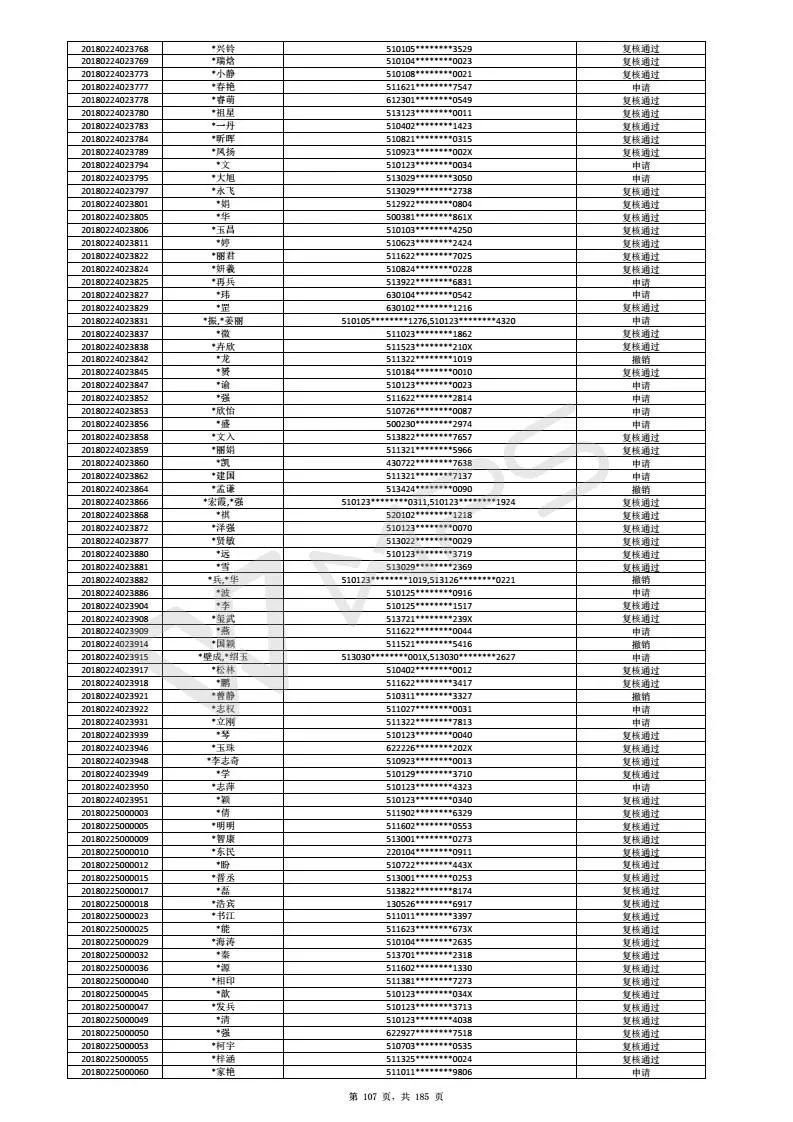 20180224023768 *兴铃 510105********3529 复核通过
20180224023769 *瑞焓 510104********0023 复核通过
20180224023773 *小静 510108********0021 复核通过
20180224023777 *春艳 511621********7547 申请
20180224023778 *睿萌 612301********0549 复核通过
20180224023780 *祖星 513123********0011 复核通过
20180224023783 *一丹 510402********1423 复核通过
20180224023784 *昕晖 510821********0315 复核通过
20180224023789 *凤扬 510923********002X 复核通过
20180224023794 *文 510123********0034 申请
20180224023795 *大旭 513029********3050 申请
20180224023797 *永飞 513029********2738 复核通过
20180224023801 *娟 512922********0804 复核通过
20180224023805 *华 500381********861X 复核通过
20180224023806 *玉昌 510103********4250 复核通过
20180224023811 *婷 510623********2424 复核通过
20180224023822 *丽君 511622********7025 复核通过
20180224023824 *妍羲 510824********0228 复核通过
20180224023825 *再兵 513922********6831 申请
20180224023827 *玮 630104********0542 申请
20180224023829 *罡 630102********1216 复核通过
20180224023831 *振,*姜丽 510105********1276,510123********4320 申请
20180224023837 *微 511023********1862 复核通过
20180224023838 *卉欣 511523********210X 复核通过
20180224023842 *龙 511322********1019 撤销
20180224023845 *赟 510184********0010 复核通过
20180224023847 *谕 510123********0023 申请
20180224023852 *强 511622********2814 申请
20180224023853 *欣怡 510726********0087 申请
20180224023856 *盛 500230********2974 申请
20180224023858 *文入 513822********7657 复核通过
20180224023859 *丽娟 511321********5966 复核通过
20180224023860 *凯 430722********7638 申请
20180224023862 *建国 511321********7137 申请
20180224023864 *孟谦 513424********0090 撤销
20180224023866 *宏霞,*强 510123********0311,510123********1924 复核通过
20180224023868 *祺 520102********1218 复核通过
20180224023872 *洋强 510123********0070 复核通过
20180224023877 *贤敏 513022********0029 复核通过
20180224023880 *远 510123********3719 复核通过
20180224023881 *雪 513029********2369 复核通过
20180224023882 *兵,*华 510123********1019,513126********0221 撤销
20180224023886 *波 510125********0916 申请
20180224023904 *李 510125********1517 复核通过
20180224023908 *玺武 513721********239X 复核通过
20180224023909 *燕 511622********0044 申请
20180224023914 *国颖 511521********5416 撤销
20180224023915 *壁成,*绍玉 513030********001X,513030********2627 申请
20180224023917 *松林 510402********0012 复核通过
20180224023918 *鹏 511622********3417 复核通过
20180224023921 *曾静 510311********3327 撤销
20180224023922 *志权 511027********0031 申请
20180224023931 *立刚 511322********7813 申请
20180224023939 *琴 510123********0040 复核通过
20180224023946 *玉珠 622226********202X 复核通过
20180224023948 *李志奇 510923********0013 复核通过
20180224023949 *学 510129********3710 复核通过
20180224023950 *志萍 510123********4323 申请
20180224023951 *颖 510123********0340 复核通过
20180225000003 *倩 511902********6329 复核通过
20180225000005 *明明 511602********0553 复核通过
20180225000009 *智康 513001********0273 复核通过
20180225000010 *东民 220104********0911 复核通过
20180225000012 *盼 510722********443X 复核通过
20180225000015 *晋丞 513001********0253 复核通过
20180225000017 *磊 513822********8174 复核通过
20180225000018 *浩宾 130526********6917 复核通过
20180225000023 *书江 511011********3397 复核通过
20180225000025 *能 511623********673X 复核通过
20180225000029 *海涛 510104********2635 复核通过
20180225000032 *秦 513701********2318 复核通过
20180225000036 *源 511602********1330 复核通过
20180225000040 *相印 511381********7273 复核通过
20180225000045 *歆 510123********034X 复核通过
20180225000047 *发兵 510123********3713 复核通过
20180225000049 *清 510123********4038 复核通过
20180225000050 *强 622927********7518 复核通过
20180225000053 *柯宇 510703********0535 复核通过
20180225000055 *梓涵 511325********0024 复核通过
20180225000060 *家艳 511011********9806 申请
第 107 页, 共 185 页